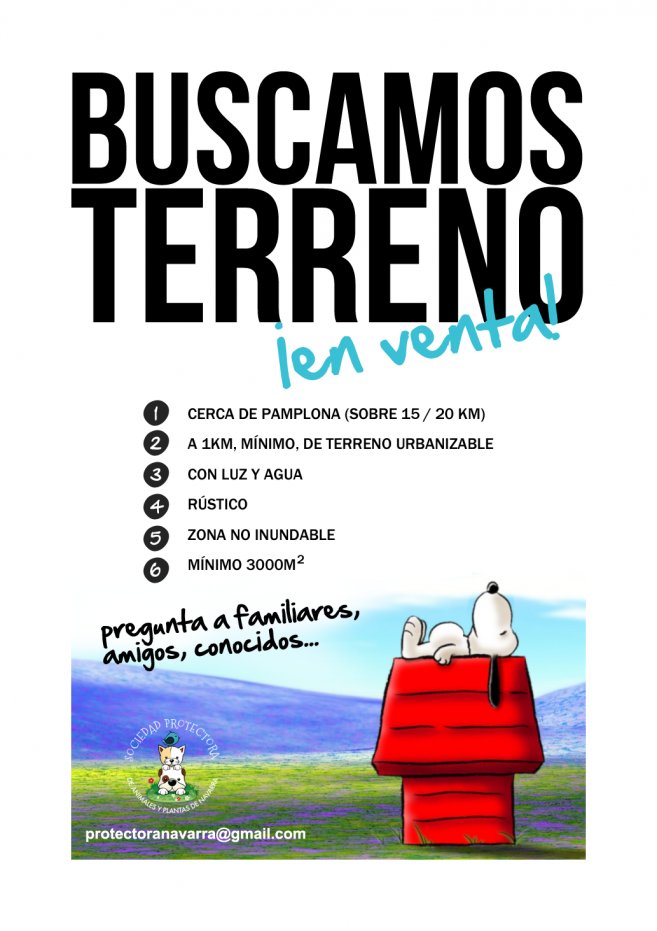 BUSCAMOS
TERRENO
¡en venta!
1 CERCA DE PAMPLONA (SOBRE 15 / 20 KM)
2 A 1KM, MÍNIMO, DE TERRENO URBANIZABLE
3 CON LUZ Y AGUA
4 RÚSTICO
5 ZONA NO INUNDABLE
6 MÍNIMO 3000M²
pregunta a familiares,
amigos, conocidos...
SOCIEDAD PROTECTORA
DE ANIMALES Y PLANTAS DE NAVARRA
protectoranavarra@gmail.com